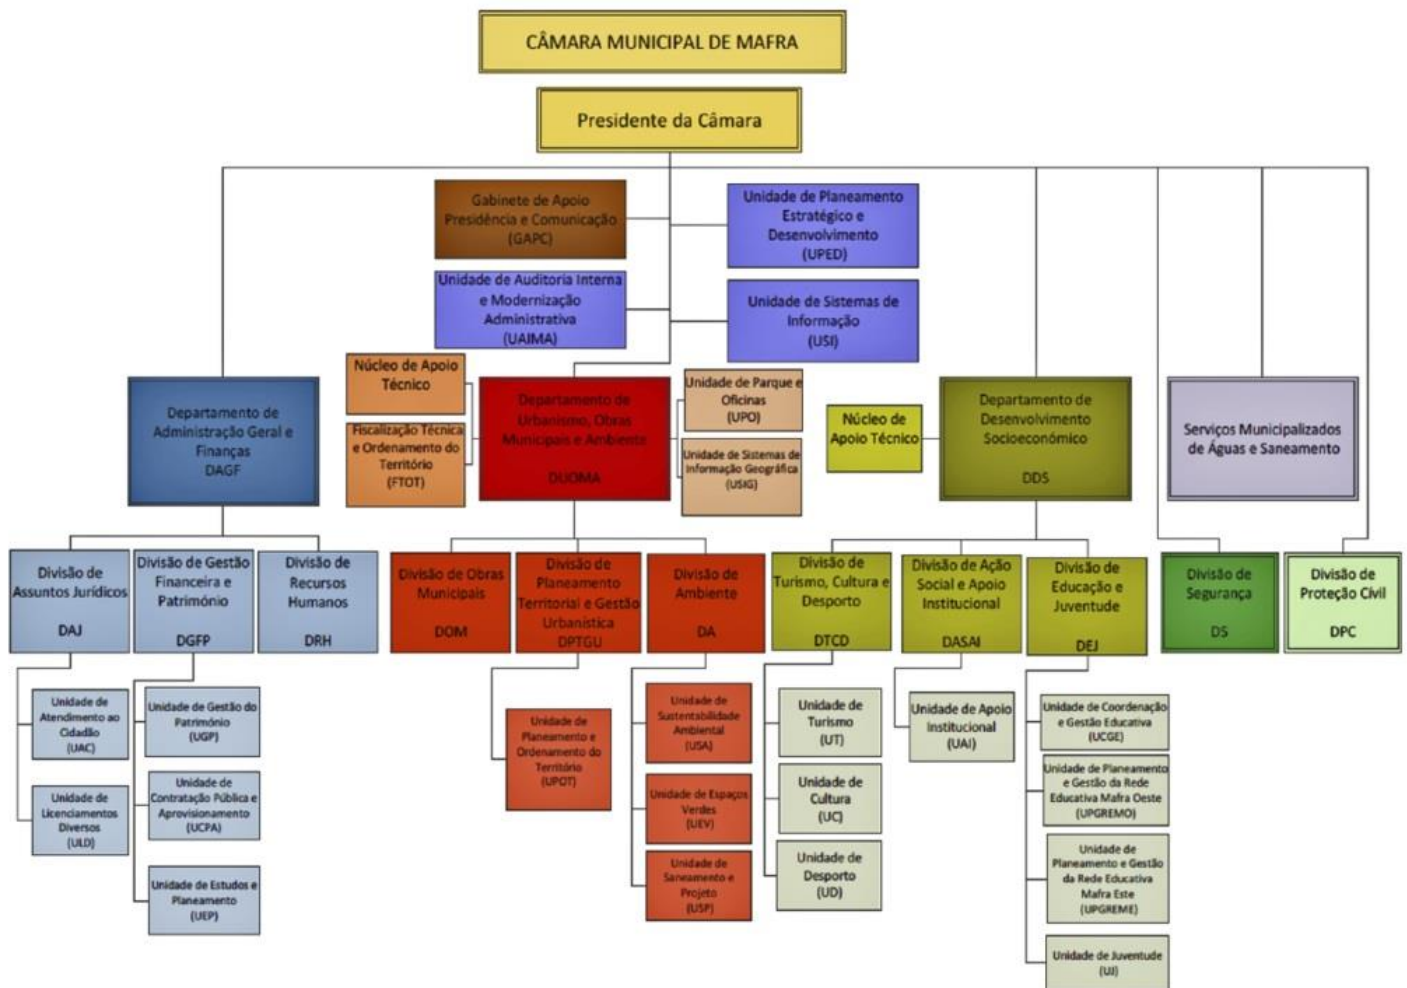 CÂMARA MUNICIPAL DE MAFRA
Presidente da Câmara
Gabinete de Apoio
Presidência e Comunicação
(GAPC)
Unidade de Planeamento
Estratégico e
Desenvolvimento
(UPED)
Unidade de Auditoria Interna
e Modernização
Administrativa
(UAIMA)
Unidade de Sistemas de
Informação
(USI)
Departamento de
Administração Geral e
Finanças
DAGF
Núcleo de Apoio
Técnico
Fiscalização Técnica
e Ordenamento do
Território
(FTOT)
Departamento de
Urbanismo, Obras
Municipais e Ambiente
DUOMA
Unidade de Parque e
Oficinas
(UPO)
Unidade de Sistemas de
Informação Geográfica
(USIG)
Núcleo de
Apoio Técnico
Departamento de
Desenvolvimento
Socioeconómico
DDS
Serviços Municipalizados
de Águas e Saneamento
Divisão de
Assuntos Jurídicos
DAJ
Divisão de Gestão
Financeira e
Património
DGFP
Divisão de
Recursos
Humanos
DRH
Divisão de Obras
Municipais
DOM
Divisão de
Planeamento
Territorial e Gestão
Urbanística
DPTGU
Divisão de
Ambiente
DA
Divisão de
Turismo, Cultura e
Desporto
DTCD
Divisão de Ação
Social e Apoio
Institucional
DASAI
Divisão de
Educação e
Juventude
DEJ
Divisão de
Segurança
DS
Divisão de
Proteção Civil
DPC
Unidade de
Atendimento ao
Cidadão
(UAC)
Unidade de
Licenciamentos
Diversos
(ULD)
Unidade de Gestão do
Património
(UGP)
Unidade de
Contratação Pública e
Aprovisionamento
(UCPA)
Unidade de Estudos e
Planeamento
(UEP)
Unidade de
Planeamento e
Ordenamento do
Território
(UPOT)
Unidade de
Sustentabilidade
Ambiental
(USA)
Unidade de Espaços
Verdes
(UEV)
Unidade de
Saneamento e
Projeto
(USP)
Unidade de
Turismo
(UT)
Unidade de
Cultura
(UC)
Unidade de
Desporto
(UD)
Unidade de Apoio
Institucional
(UAI)
Unidade de Coordenação
e Gestão Educativa
(UCGE)
Unidade de Planeamento
e Gestão da Rede
Educativa Mafra Oeste
(UPGREMO)
Unidade de
Planeamento e Gestão
da Rede Educativa
Mafra Este
(UPGREME)
Unidade de Juventude
(UJ)